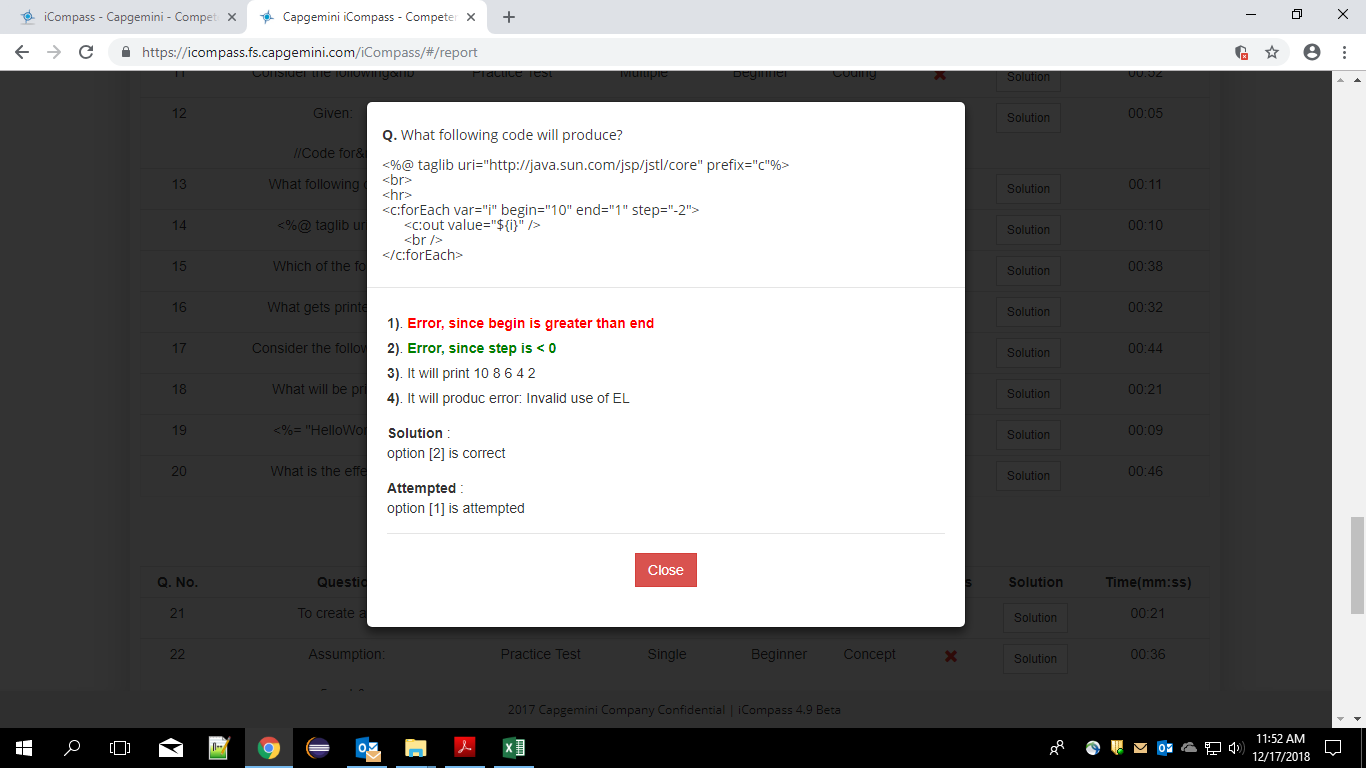 iCompass - Capgemini - Compet
Capgemini iCompass - Competen
https://icompass.fs.capgemini.com/iCompass/#/report
11 Consider the following&nb Practice Test Multiple Beginner Coding Solution 00:52
12 Given: Solution 00:05
//Code for&
13 What following Solution 00:11
14 <%@ taglib uri Solution 00:10
15 Which of the fo Solution 00:38
16 What gets printe Solution 00:32
17 Consider the follow Solution 00:44
18 What will be pri Solution 00:21
19 <%= "HelloWor Solution 00:09
20 What is the effe Solution 00:46
Q. What following code will produce?
<%@ taglib uri="http://java.sun.com/jsp/jstl/core" prefix="c"%>
<br>
<hr>
<c:forEach var="i" begin="10" end="1" step="-2">
<c:out value="${i}" />
<br />
</c:forEach>
1). Error, since begin is greater than end
2). Error, since step is < 0
3). It will print 10 8 6 4 2
4). It will produc error: Invalid use of EL
Solution :
option [2] is correct
Attempted :
option [1] is attempted
Close
Q. No. Questio s Solution Time(mm:ss)
21 To create a Solution 00:21
22 Assumption: Practice Test Single Beginner Concept Solution 00:36
2017 Capgemini Company Confidential | iCompass 4.9 Beta
11:52 AM
12/17/2018